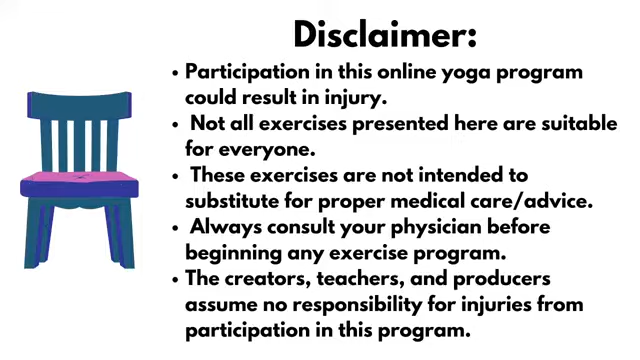 Disclaimer:
• Participation in this online yoga program
could result in injury.
• Not all exercises presented here are suitable
for everyone.
• These exercises are not intended to
substitute for proper medical care/advice.
• Always consult your physician before
beginning any exercise program.
• The creators, teachers, and producers
assume no responsibility for injuries from
participation in this program.